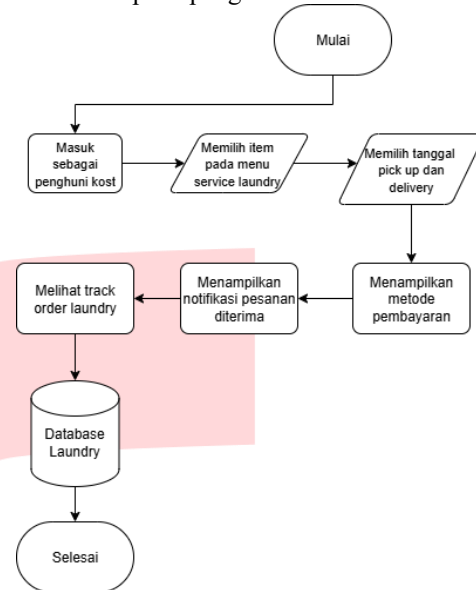 Mulai
Masuk
sebagai
penghuni kost
Memilih item
pada menu
service laundry
Memilih tanggal
pick up dan
delivery
Melihat track
order laundry
Menampilkan
notifikasi pesanan
diterima
Menampilkan
metode
pembayaran
Database
Laundry
Selesai